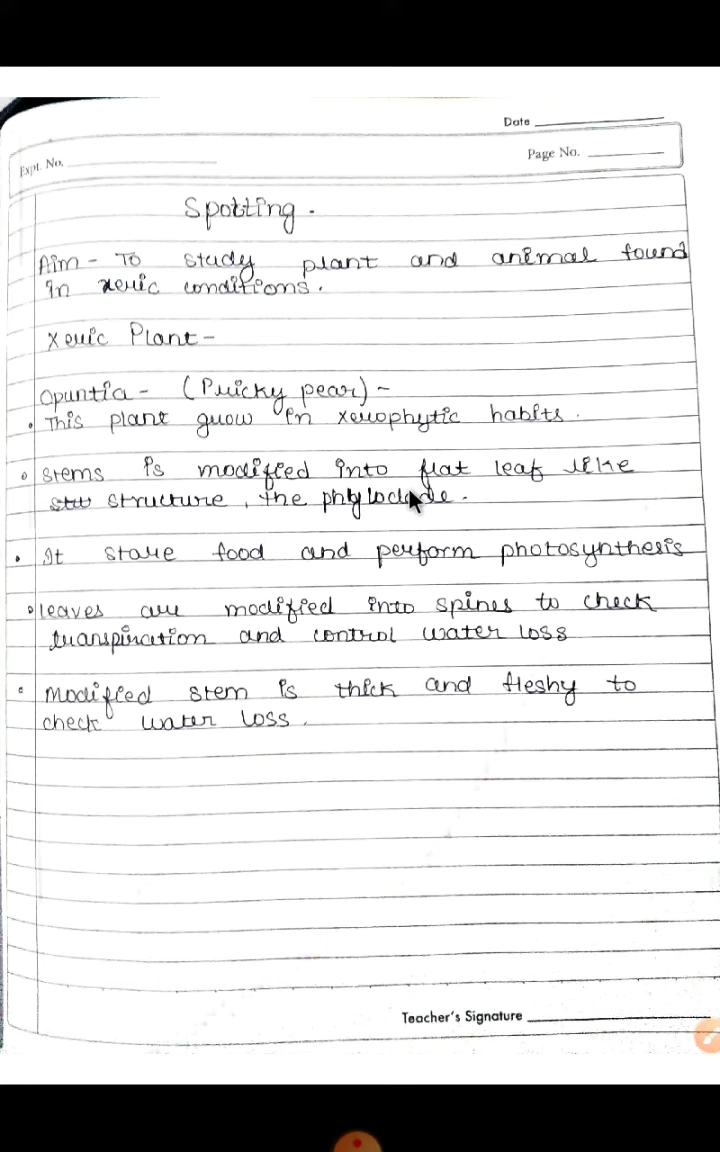 Date
Expt. No.
Page No.
Spotting.
Aim - To study plant and animal found
in xeric conditions.
Xeric Plant -
Opuntia - (Pricky pear) -
• This plant grow in xerophytic habits.
• Stems is modified into flat leaf like
structure, the phylloclade.
• It store food and perform photosynthesis
• leaves are modified into spines to check
transpiration and control water loss
• Modified stem is thick and fleshy to
check water loss.
Teacher's Signature